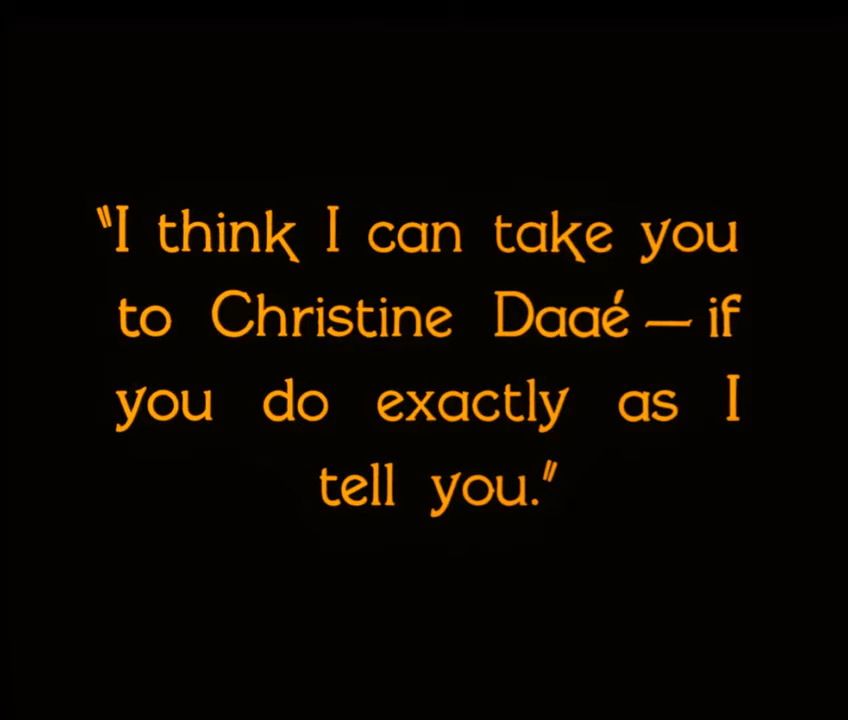 "I think I can take you
to Christine Daaé — if
you do exactly as I
tell you."